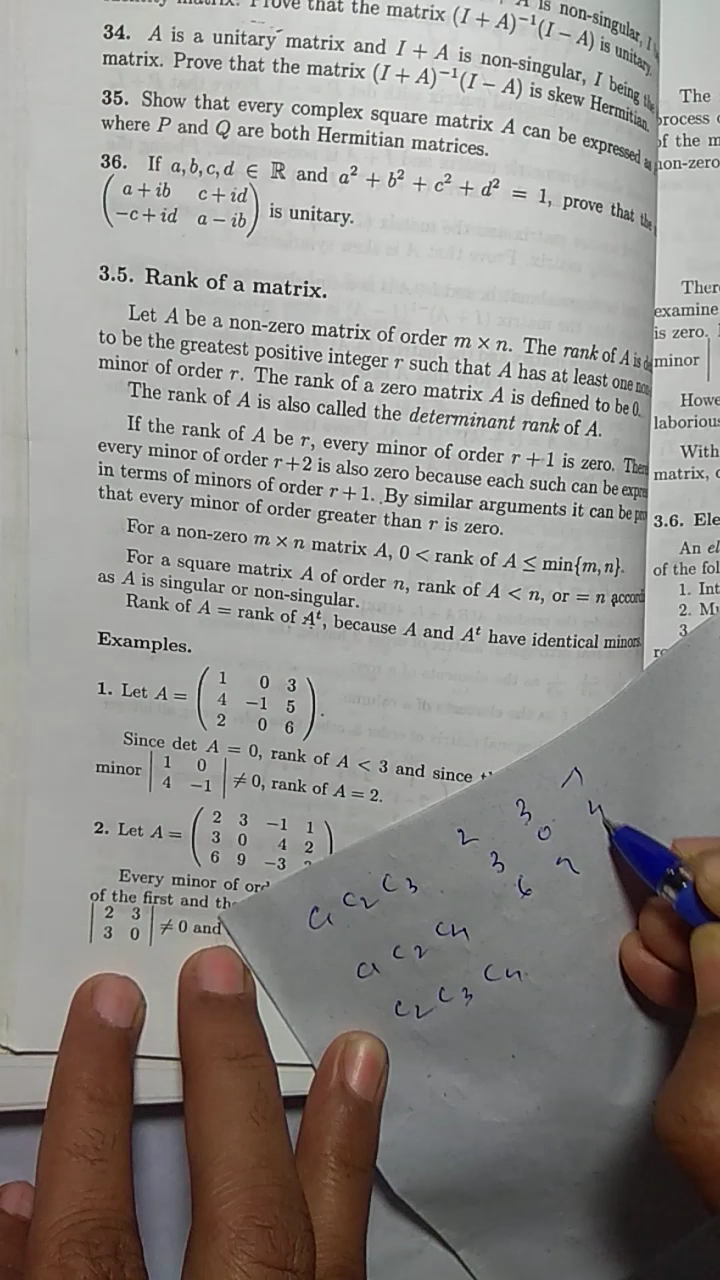 Prove that the matrix (I + A)⁻¹(I − A) is unitary.
34. A is a unitary matrix and I + A is non-singular, I being the
matrix. Prove that the matrix (I + A)⁻¹(I − A) is skew Hermitian.
35. Show that every complex square matrix A can be expressed as
where P and Q are both Hermitian matrices.
36. If a, b, c, d ∈ ℝ and a² + b² + c² + d² = 1, prove that the
( a + ib   c + id )
( −c + id   a − ib ) is unitary.
3.5. Rank of a matrix.
Let A be a non-zero matrix of order m × n. The rank of A is
to be the greatest positive integer r such that A has at least one
minor of order r. The rank of a zero matrix A is defined to be 0.
The rank of A is also called the determinant rank of A.
If the rank of A be r, every minor of order r + 1 is zero.
every minor of order r+2 is also zero because each such can be
in terms of minors of order r + 1. By similar arguments it can be
that every minor of order greater than r is zero.
For a non-zero m × n matrix A, 0 < rank of A ≤ min{m, n}.
For a square matrix A of order n, rank of A < n, or = n
as A is singular or non-singular.
Rank of A = rank of Aᵗ, because A and Aᵗ have identical minors.
Examples.
1. Let A = ( 1 0 3
4 −1 5
2 0 6 ).
Since det A = 0, rank of A < 3 and since
minor | 1 0
4 −1 | ≠ 0, rank of A = 2.
2. Let A = ( 2 3 −1 1
3 0 4 2
6 9 −3 )
Every minor of
of the first and
| 2 3
3 0 | ≠ 0 and
The
process
of the
non-zero
examine
is zero.
minor |
laborious
With
matrix,
3.6.
An el
of the fol
1. Int
2.
3.
2 3
3 0 4
6 2
C2 C3
C2 C4
C2 C3 C4